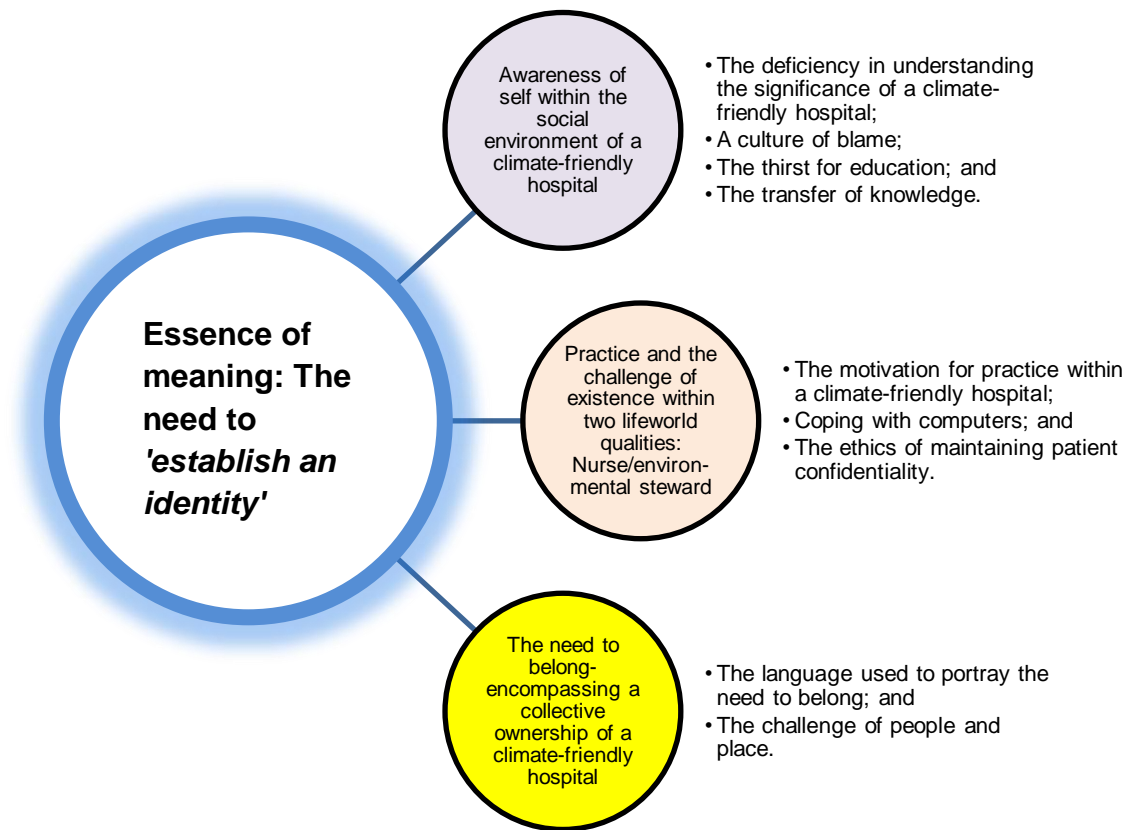 Essence of
meaning: The
need to
'establish an
identity'
Awareness of
self within the
social
environment of a
climate-friendly
hospital
• The deficiency in understanding
the significance of a climate-
friendly hospital;
• A culture of blame;
• The thirst for education; and
• The transfer of knowledge.
Practice and the
challenge of
existence within
two lifeworld
qualities:
Nurse/environ-
mental steward
• The motivation for practice within
a climate-friendly hospital;
• Coping with computers; and
• The ethics of maintaining patient
confidentiality.
The need to
belong-
encompassing a
collective
ownership of a
climate-friendly
hospital
• The language used to portray the
need to belong; and
• The challenge of people and
place.